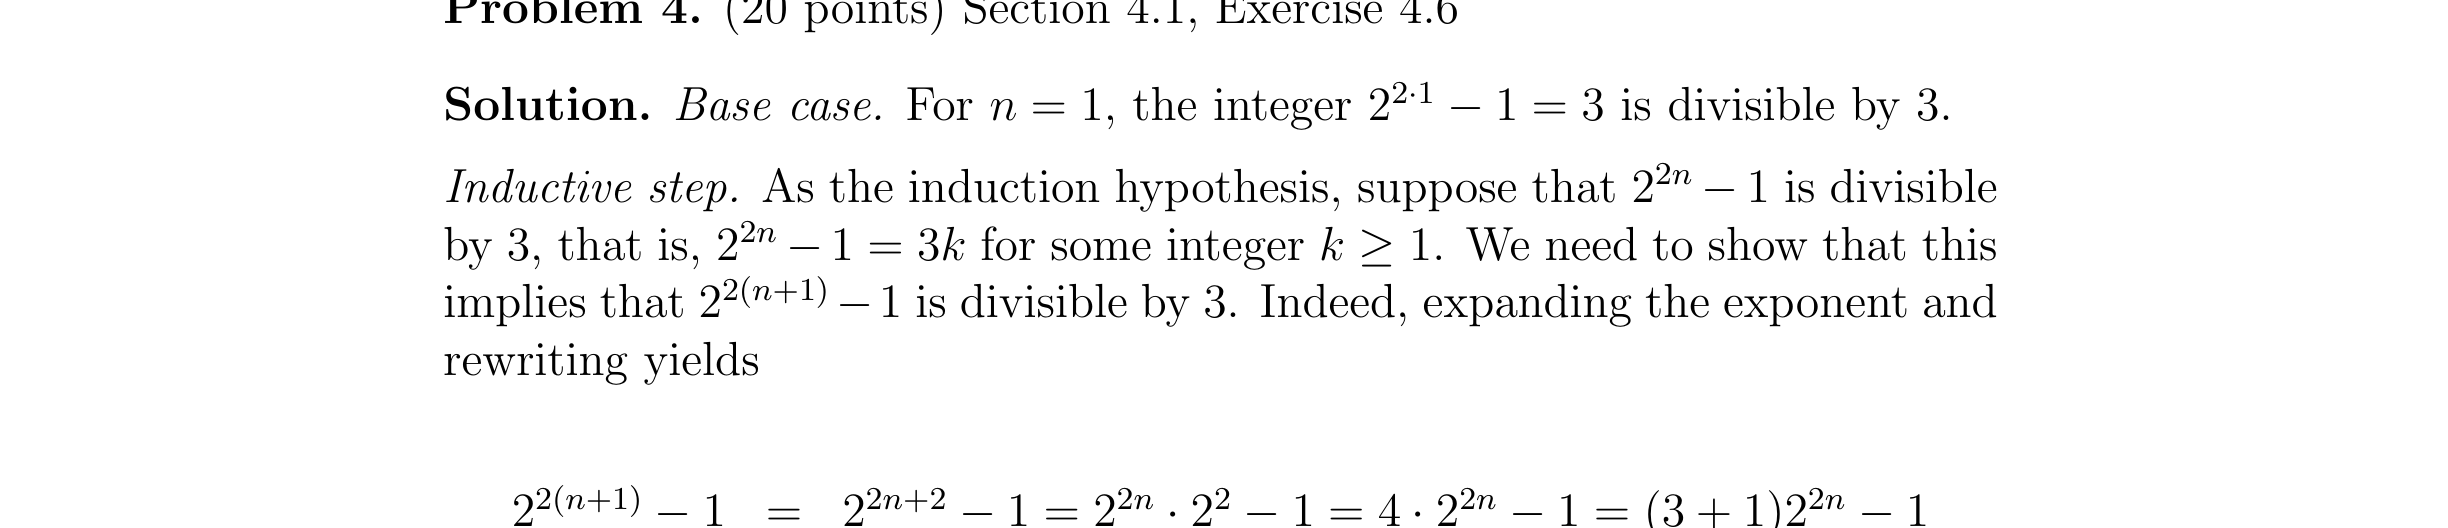 Problem 4. (20 points) Section 4.1, Exercise 4.6
Solution. Base case. For n = 1, the integer 2^{2·1} − 1 = 3 is divisible by 3.
Inductive step. As the induction hypothesis, suppose that 2^{2n} − 1 is divisible
by 3, that is, 2^{2n} − 1 = 3k for some integer k ≥ 1. We need to show that this
implies that 2^{2(n+1)} − 1 is divisible by 3. Indeed, expanding the exponent and
rewriting yields
2^{2(n+1)} − 1 = 2^{2n+2} − 1 = 2^{2n} · 2^2 − 1 = 4 · 2^{2n} − 1 = (3 + 1)2^{2n} − 1